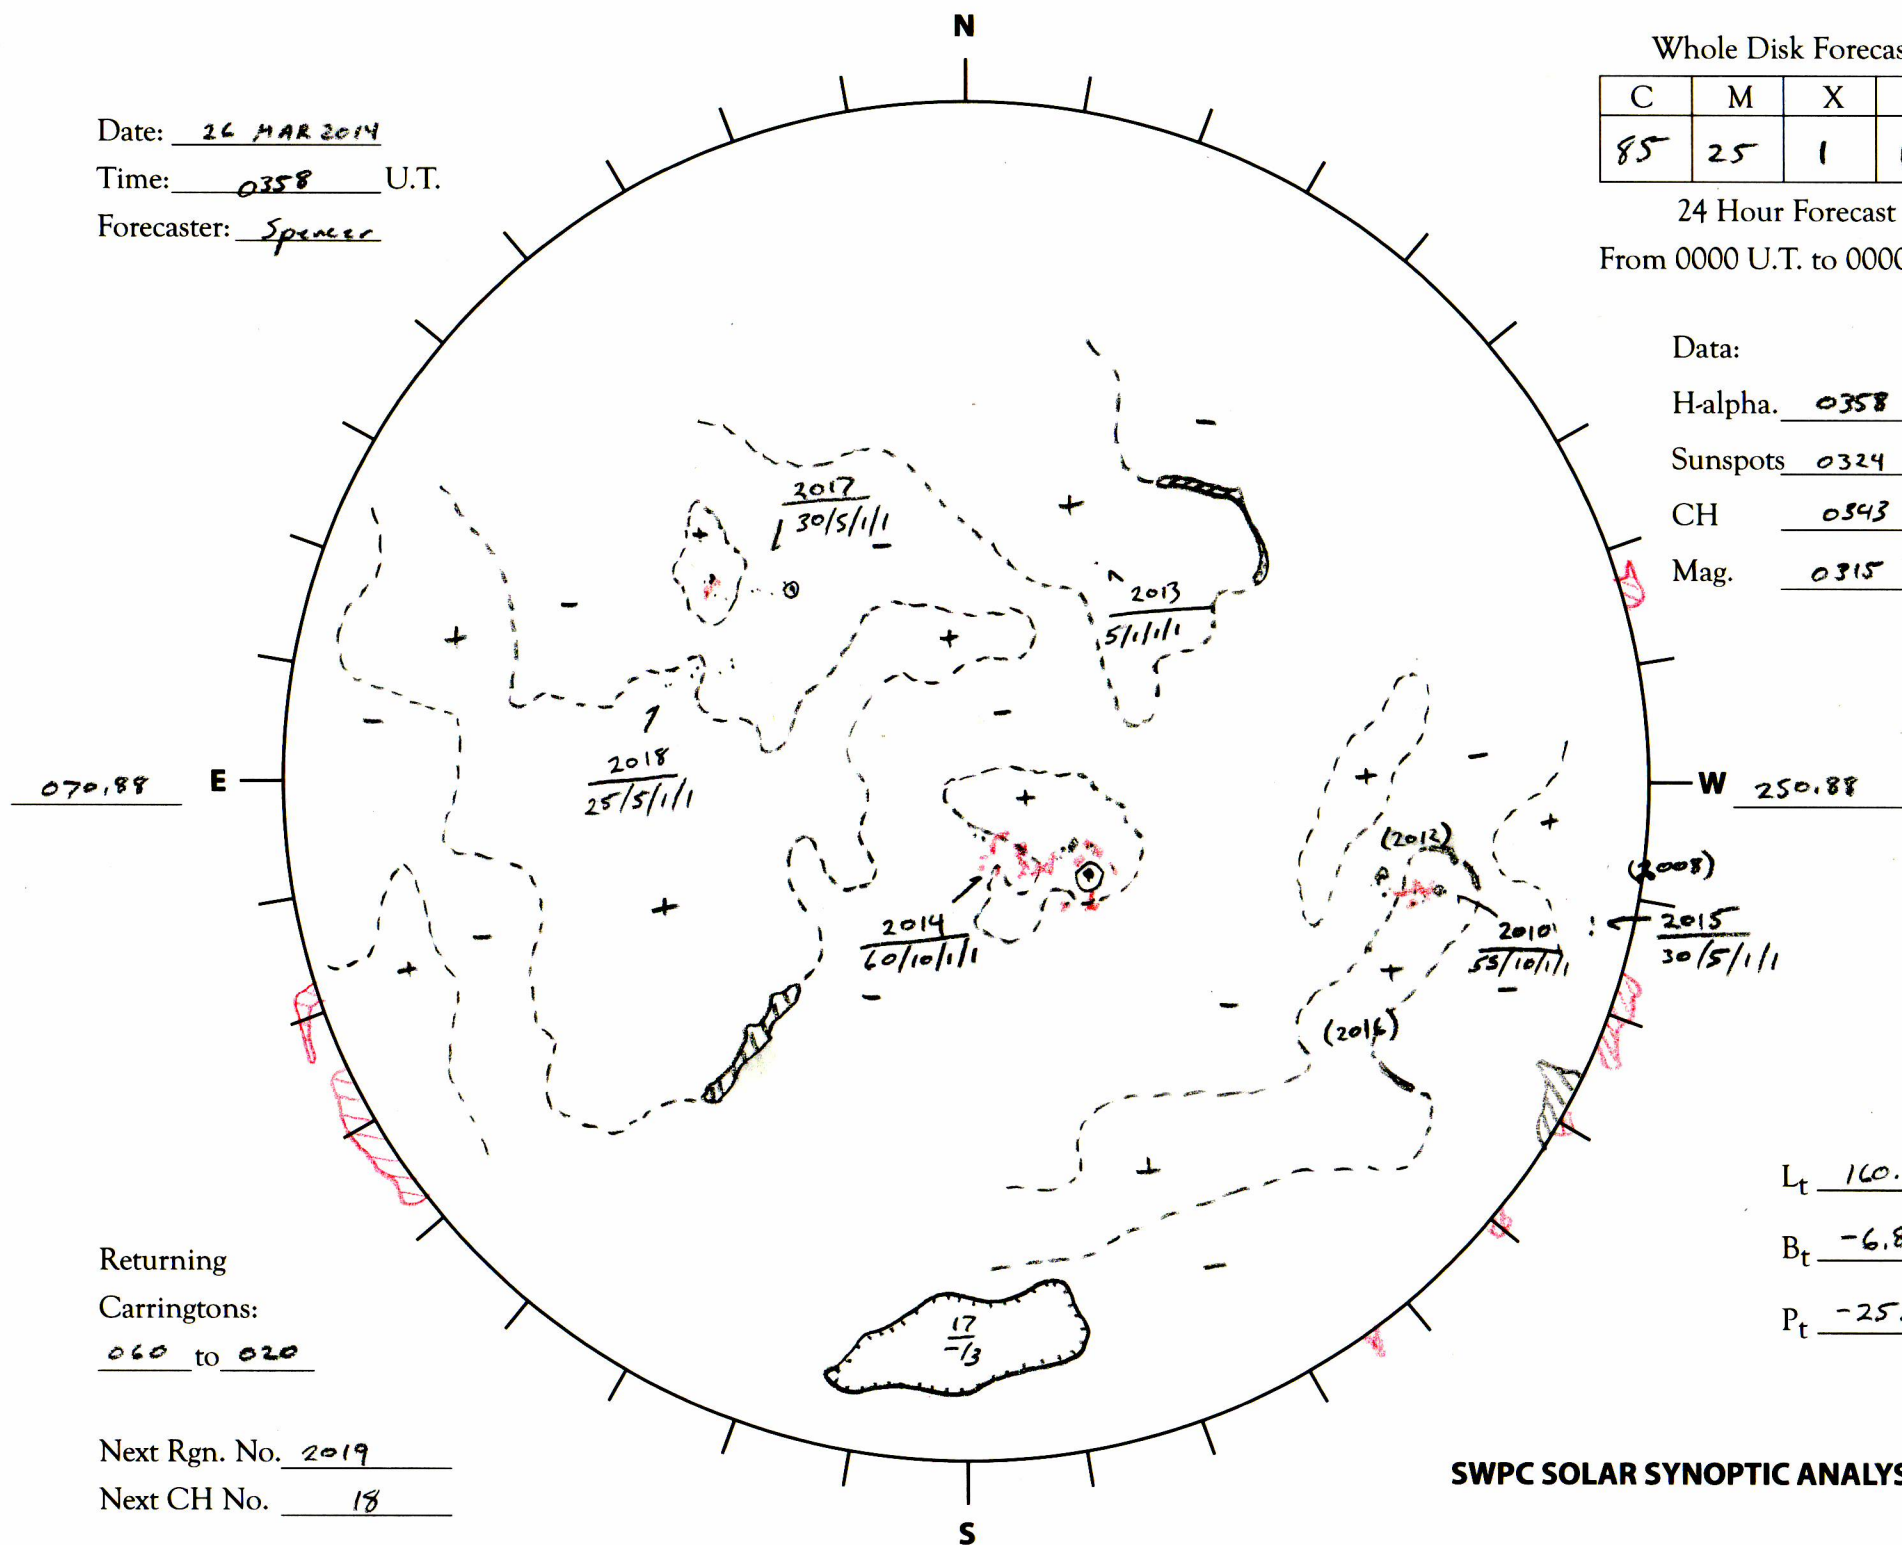 N
Whole Disk Forecas
C M X
85 25 1
24 Hour Forecast
From 0000 U.T. to 0000
Date: 26 MAR 2014
Time: 0358 U.T.
Forecaster: Spencer
Data:
H-alpha. 0358
Sunspots 0324
CH 0343
Mag. 0315
2017
30/5/1/1
2013
5/1/1/1
2018
25/5/1/1
070.88 E
W 250.88
(2012)
(2008)
2014
60/10/1/1
2010
55/10/1/1
2015
30/5/1/1
(2016)
Lt 160.
Bt -6.8
Pt -25.
17
-/3
Returning
Carringtons:
060 to 020
Next Rgn. No. 2019
Next CH No. 18
SWPC SOLAR SYNOPTIC ANALYS
S